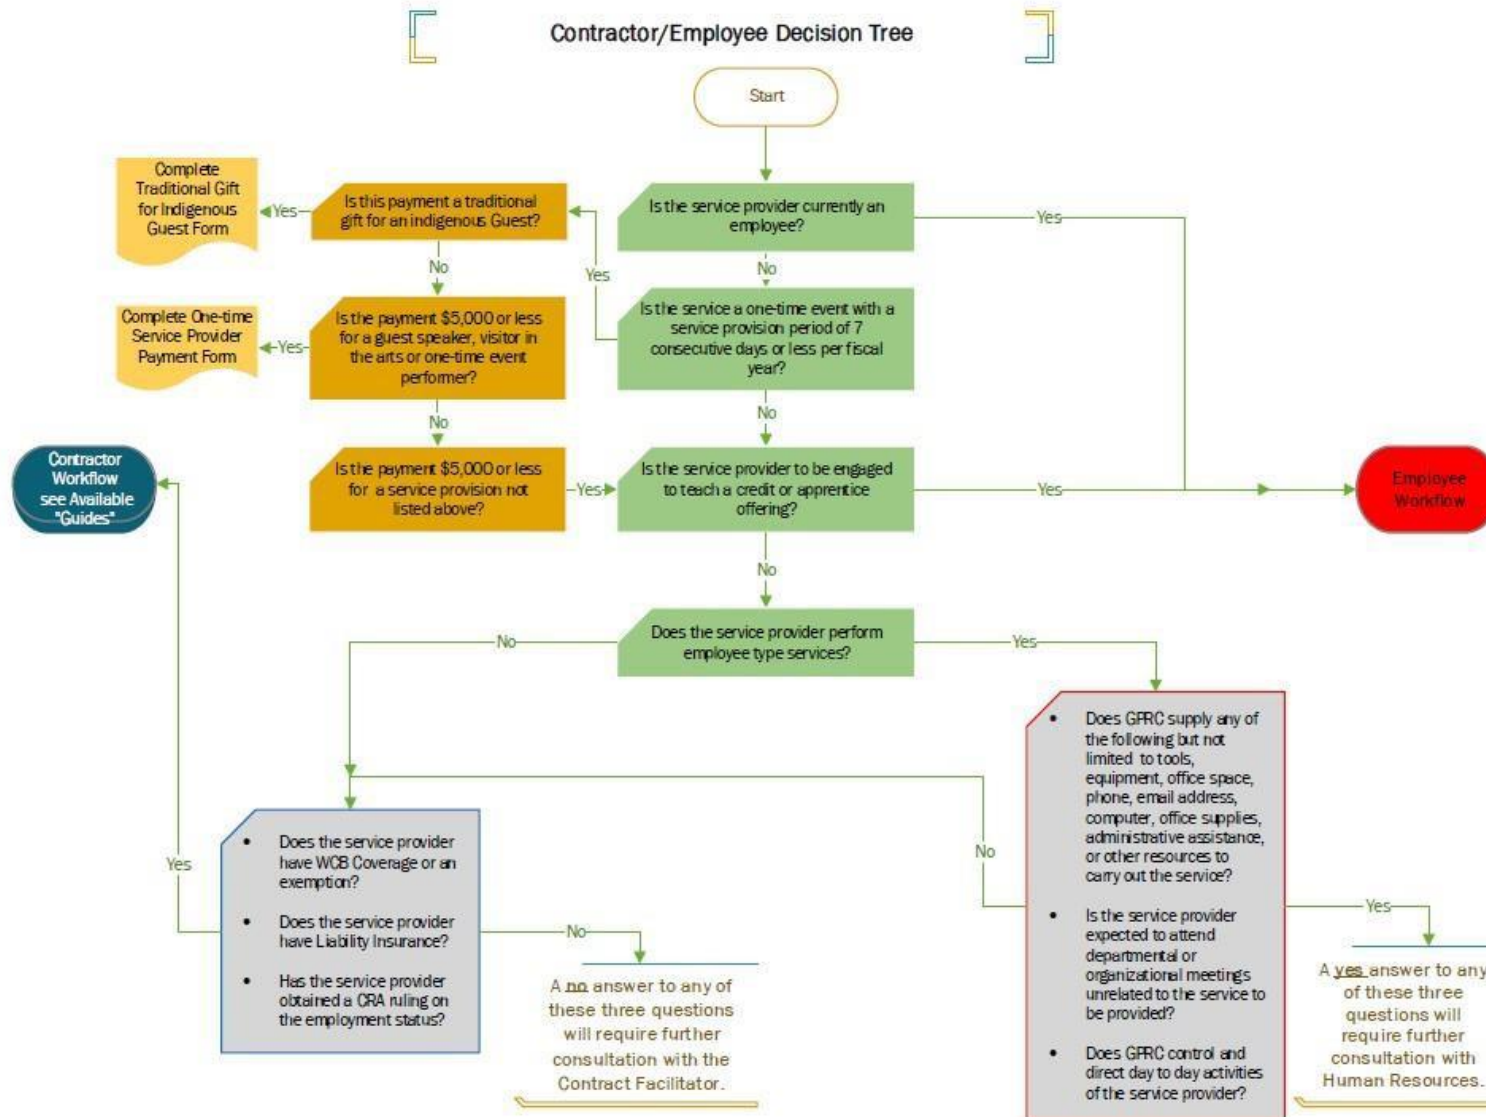 Contractor/Employee Decision Tree
Start
Complete
Traditional Gift
for Indigenous
Guest Form
Yes
Is this payment a traditional
gift for an indigenous Guest?
Is the service provider currently an
employee?
Yes
No
Yes
No
Complete One-time
Service Provider
Payment Form
Yes
Is the payment $5,000 or less
for a guest speaker, visitor in
the arts or one-time event
performer?
Is the service a one-time event with a
service provision period of 7
consecutive days or less per fiscal
year?
No
No
Contractor
Workflow
see Available
"Guides"
Is the payment $5,000 or less
for a service provision not
listed above?
Yes
Is the service provider to be engaged
to teach a credit or apprentice
offering?
Yes
Employee
Workflow
No
No
Does the service provider perform
employee type services?
Yes
• Does GPRC supply any of
the following but not
limited to tools,
equipment, office space,
phone, email address,
computer, office supplies,
administrative assistance,
or other resources to
carry out the service?
• Is the service provider
expected to attend
departmental or
organizational meetings
unrelated to the service to
be provided?
• Does GPRC control and
direct day to day activities
of the service provider?
No
Yes
A yes answer to any
of these three
questions will
require further
consultation with
Human Resources.
Yes
• Does the service provider
have WCB Coverage or an
exemption?
• Does the service provider
have Liability Insurance?
• Has the service provider
obtained a CRA ruling on
the employment status?
No
A no answer to any of
these three questions
will require further
consultation with the
Contract Facilitator.